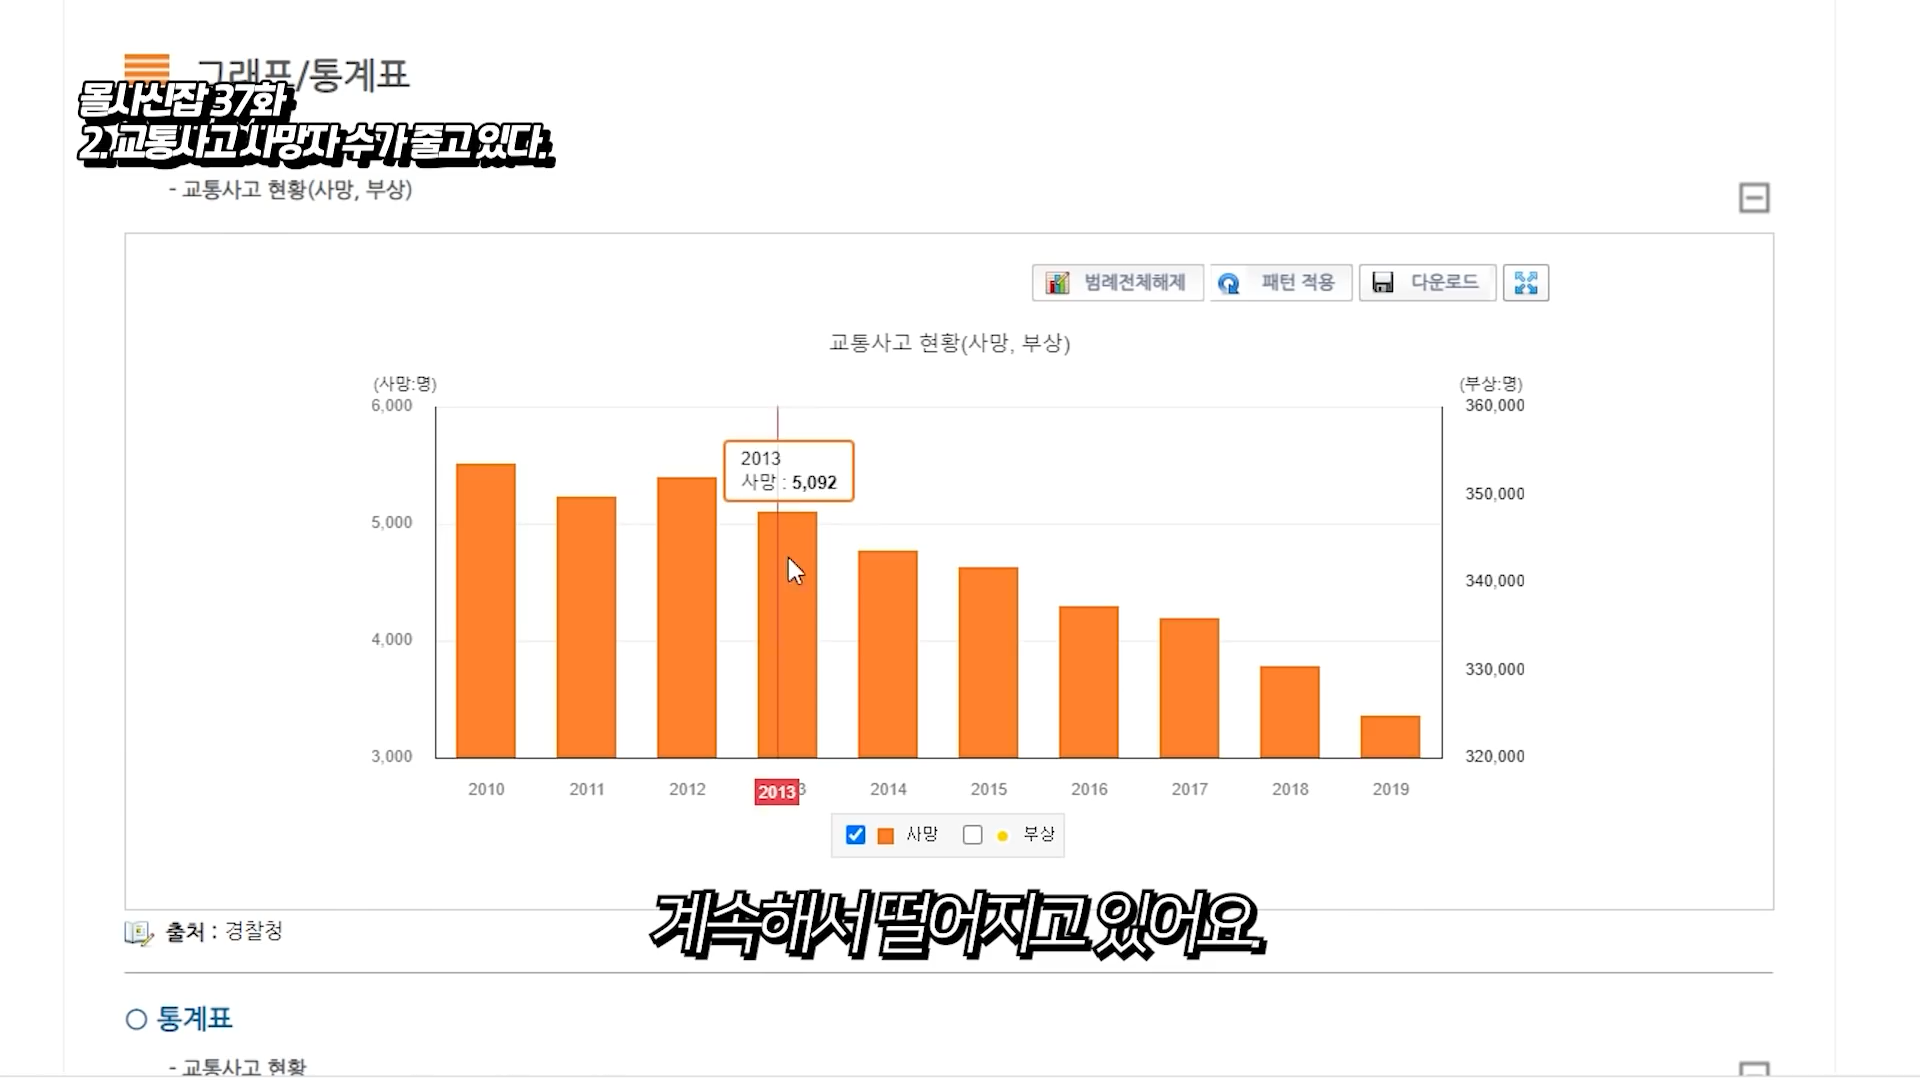 그래프/통계표
몰사신잡 37화
2. 교통사고 사망자 수가 줄고 있다.
- 교통사고 현황(사망, 부상)
범례전체해제
패턴 적용
다운로드
교통사고 현황(사망, 부상)
(사망:명)
(부상:명)
6,000
360,000
2013
사망 : 5,092
350,000
5,000
340,000
4,000
330,000
3,000
320,000
2010 2011 2012 2013 3 2014 2015 2016 2017 2018 2019
사망 부상
계속해서 떨어지고 있어요.
출처 : 경찰청
통계표
- 교통사고 현황